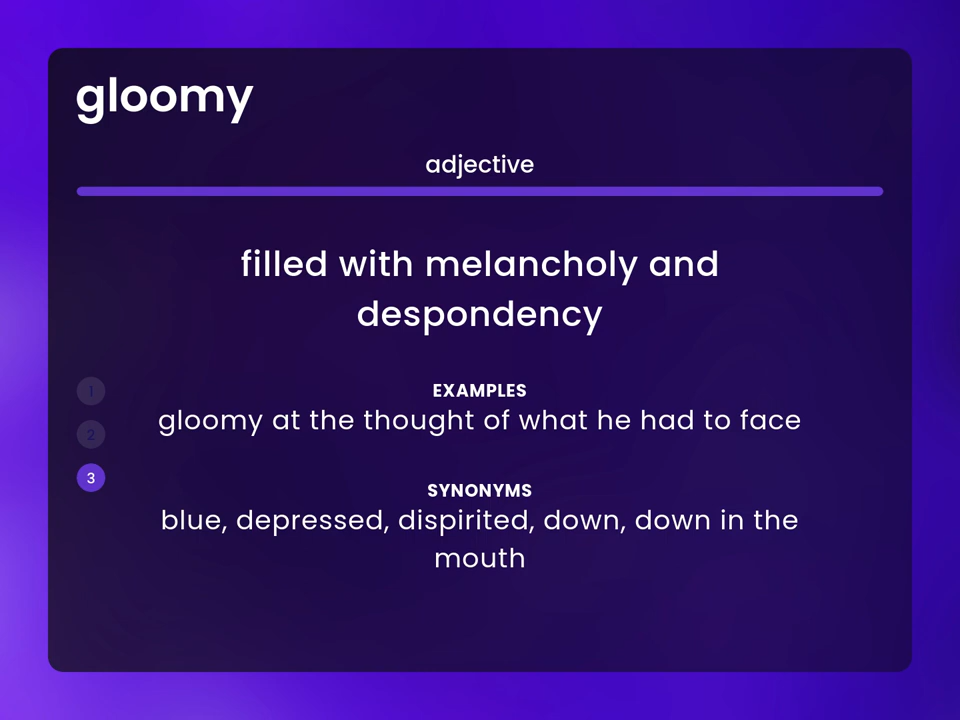 gloomy
adjective
filled with melancholy and
despondency
1
EXAMPLES
gloomy at the thought of what he had to face
2
3
SYNONYMS
blue, depressed, dispirited, down, down in the
mouth